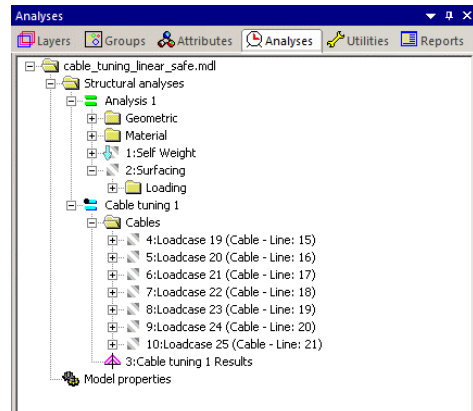 Analyses
Layers Groups Attributes Analyses Utilities Reports
cable_tuning_linear_safe.mdl
Structural analyses
Analysis 1
Geometric
Material
1:Self Weight
2:Surfacing
Loading
Cable tuning 1
Cables
4:Loadcase 19 (Cable - Line: 15)
5:Loadcase 20 (Cable - Line: 16)
6:Loadcase 21 (Cable - Line: 17)
7:Loadcase 22 (Cable - Line: 18)
8:Loadcase 23 (Cable - Line: 19)
9:Loadcase 24 (Cable - Line: 20)
10:Loadcase 25 (Cable - Line: 21)
3:Cable tuning 1 Results
Model properties